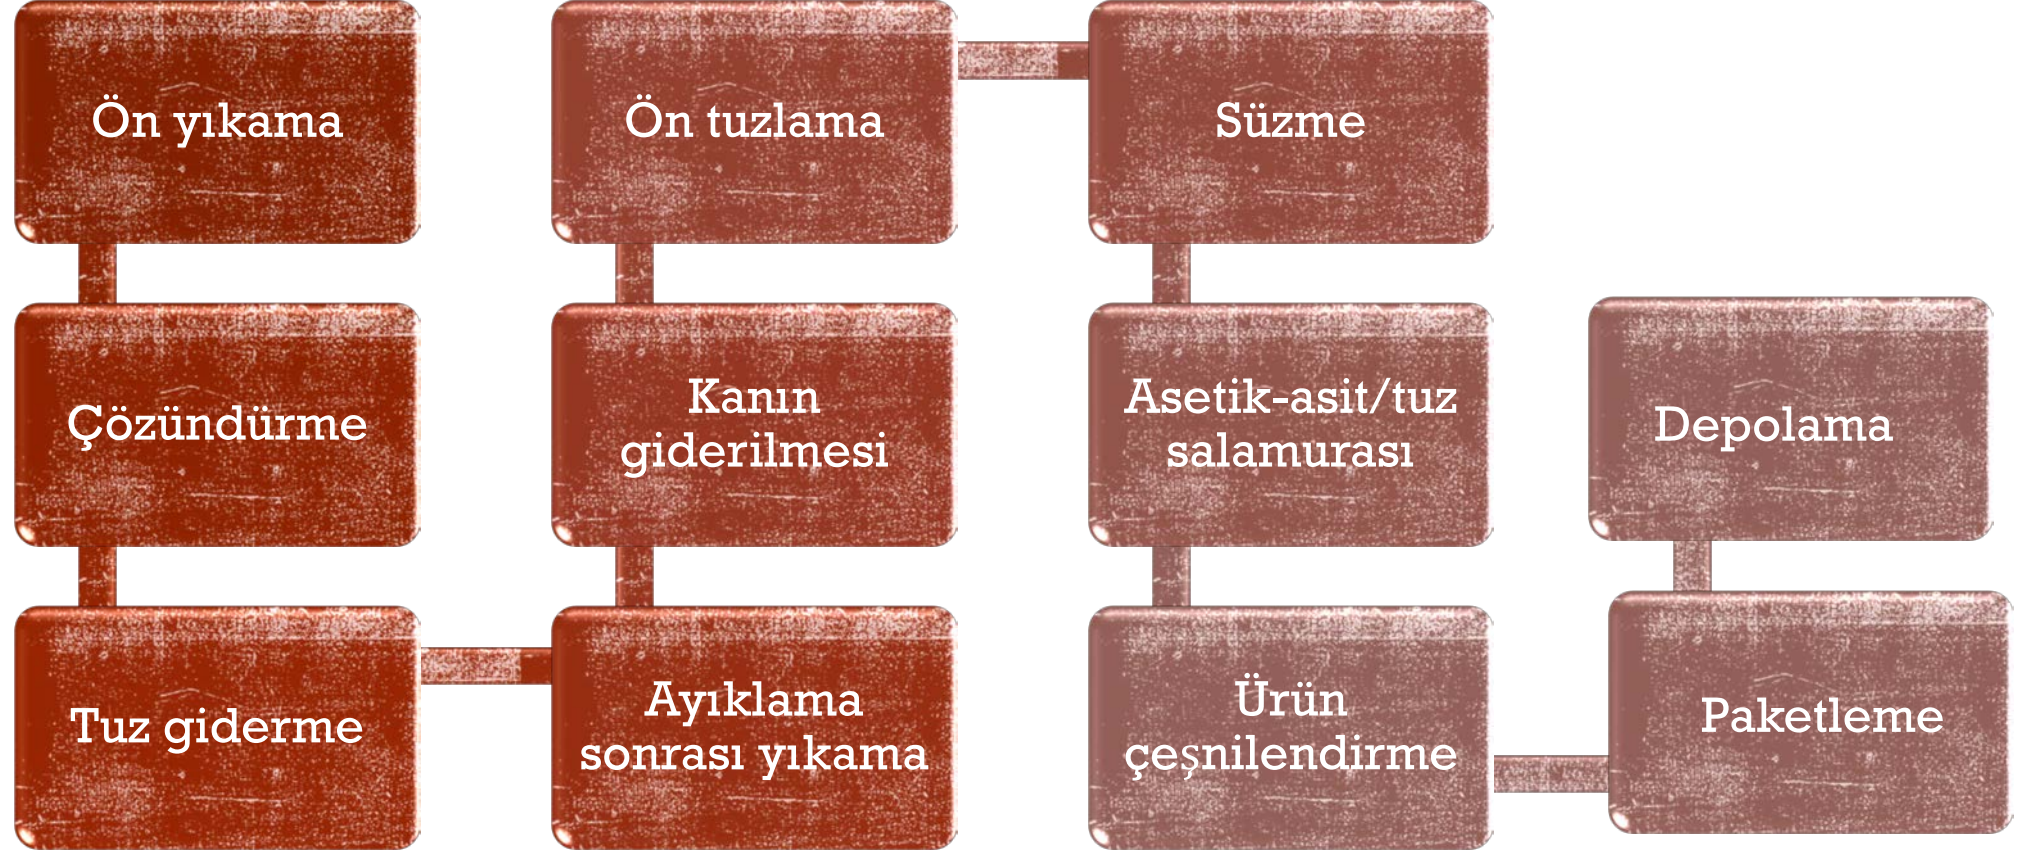 Ön yıkama
Çözündürme
Tuz giderme
Ayıklama
sonrası yıkama
Kanın
giderilmesi
Ön tuzlama
Süzme
Asetik-asit/tuz
salamurası
Ürün
çeşnilendirme
Paketleme
Depolama